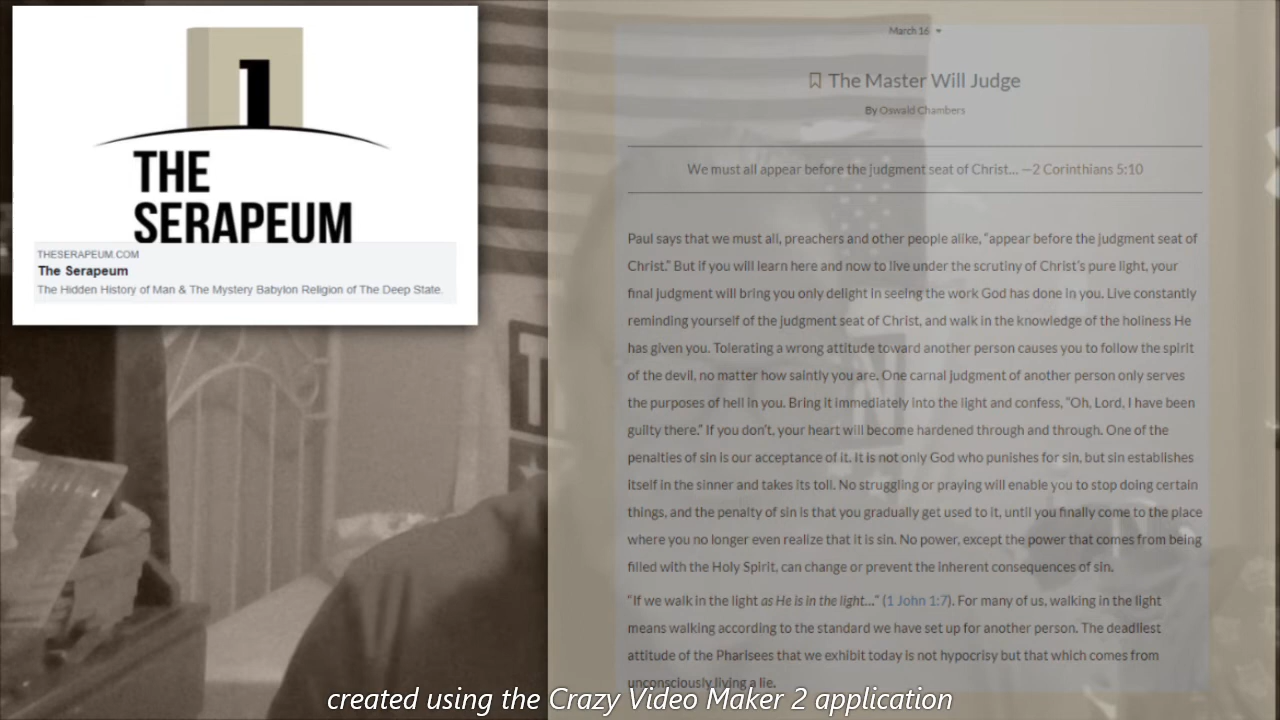 1
THE
SERAPEUM
THESERAPEUM.COM
The Serapeum
The Hidden History of Man & The Mystery Babylon Religion of The Deep State.
March 16
The Master Will Judge
By Oswald Chambers
We must all appear before the judgment seat of Christ... —2 Corinthians 5:10
Paul says that we must all, preachers and other people alike, “appear before the judgment seat of
Christ.” But if you will learn here and now to live under the scrutiny of Christ’s pure light, your
final judgment will bring you only delight in seeing the work God has done in you. Live constantly
reminding yourself of the judgment seat of Christ, and walk in the knowledge of the holiness He
has given you. Tolerating a wrong attitude toward another person causes you to follow the spirit
of the devil, no matter how saintly you are. One carnal judgment of another person only serves
the purposes of hell in you. Bring it immediately into the light and confess, “Oh, Lord, I have been
guilty there.” If you don’t, your heart will become hardened through and through. One of the
penalties of sin is our acceptance of it. It is not only God who punishes for sin, but sin establishes
itself in the sinner and takes its toll. No struggling or praying will enable you to stop doing certain
things, and the penalty of sin is that you gradually get used to it, until you finally come to the place
where you no longer even realize that it is sin. No power, except the power that comes from being
filled with the Holy Spirit, can change or prevent the inherent consequences of sin.
“If we walk in the light as He is in the light...” (1 John 1:7). For many of us, walking in the light
means walking according to the standard we have set up for another person. The deadliest
attitude of the Pharisees that we exhibit today is not hypocrisy but that which comes from
unconsciously living a lie.
created using the Crazy Video Maker 2 application